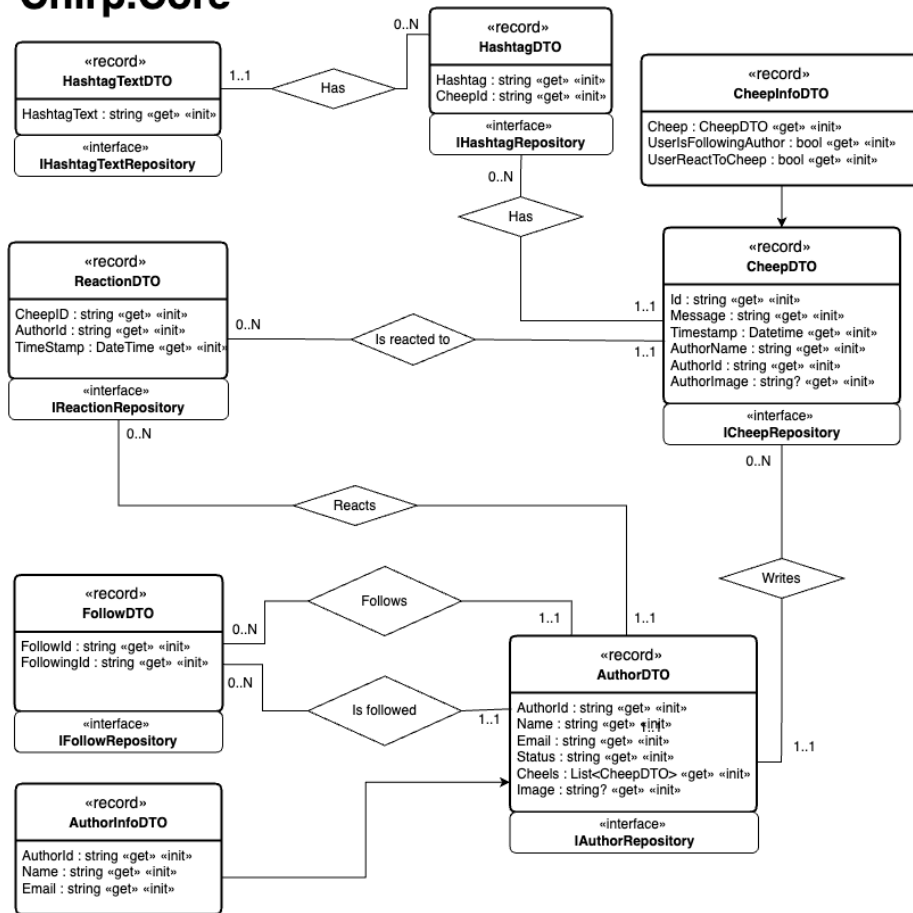 Chirp.Core
«record»
HashtagTextDTO
HashtagText : string «get» «init»
«interface»
IHashtagTextRepository
1..1
Has
0..N
«record»
HashtagDTO
Hashtag : string «get» «init»
CheepId : string «get» «init»
«interface»
IHashtagRepository
0..N
Has
1..1
«record»
CheepInfoDTO
Cheep : CheepDTO «get» «init»
UserIsFollowingAuthor : bool «get» «init»
UserReactToCheep : bool «get» «init»
«record»
CheepDTO
Id : string «get» «init»
Message : string «get» «init»
Timestamp : Datetime «get» «init»
AuthorName : string «get» «init»
AuthorId : string «get» «init»
AuthorImage : string? «get» «init»
«interface»
ICheepRepository
0..N
Writes
1..1
«record»
ReactionDTO
CheepID : string «get» «init»
AuthorId : string «get» «init»
TimeStamp : DateTime «get» «init»
«interface»
IReactionRepository
0..N
Is reacted to
1..1
0..N
Reacts
1..1
«record»
FollowDTO
FollowId : string «get» «init»
FollowingId : string «get» «init»
«interface»
IFollowRepository
0..N
Follows
1..1
0..N
Is followed
1..1
«record»
AuthorDTO
AuthorId : string «get» «init»
Name : string «get» «init»
1..1
Email : string «get» «init»
Status : string «get» «init»
Cheels : List<CheepDTO> «get» «init»
Image : string? «get» «init»
«interface»
IAuthorRepository
«record»
AuthorInfoDTO
AuthorId : string «get» «init»
Name : string «get» «init»
Email : string «get» «init»